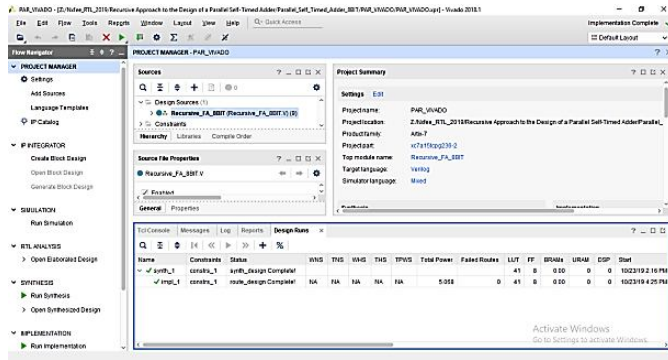 PAR_VIVADO - [Z:/Nxfee_RTL_2019/Recursive Approach to the Design of a Parallel Self-Timed Adder/Parallel_Self_Timed_Adder_8BIT/PAR_VIVADO/PAR_VIVADO.xpr] - Vivado 2018.1
File Edit Flow Tools Reports Window Layout View Help Q- Quick Access Implementation Complete
Default Layout
Flow Navigator PROJECT MANAGER - PAR_VIVADO
PROJECT MANAGER
Settings
Add Sources
Language Templates
IP Catalog
IP INTEGRATOR
Create Block Design
Open Block Design
Generate Block Design
SIMULATION
Run Simulation
RTL ANALYSIS
Open Elaborated Design
SYNTHESIS
Run Synthesis
Open Synthesized Design
IMPLEMENTATION
Run Implementation
Sources
0
Design Sources (1)
Recursive_FA_8BIT (Recursive_FA_8BIT.V) (8)
Constraints
Hierarchy Libraries Compile Order
Source File Properties
Recursive_FA_8BIT.V
Enabled
General Properties
Project Summary
Settings Edit
Project name: PAR_VIVADO
Project location: Z:/Nxfee_RTL_2019/Recursive Approach to the Design of a Parallel Self-Timed Adder/Parallel_
Product family: Artix-7
Project part: xc7a15tcpg236-2
Top module name: Recursive_FA_8BIT
Target language: Verilog
Simulator language: Mixed
Synthesis Implementation
Tcl Console Messages Log Reports Design Runs
Name Constraints Status WNS TNS WHS THS TPWS Total Power Failed Routes LUT FF BRAMs URAM DSP Start
synth_1 constrs_1 synth_design Complete! 41 8 0.00 0 0 10/23/19 2:16 PM
impl_1 constrs_1 route_design Complete! NA NA NA NA NA 5.058 0 41 8 0.00 0 0 10/23/19 4:25 PM
Activate Windows
Go to Settings to activate Windows.